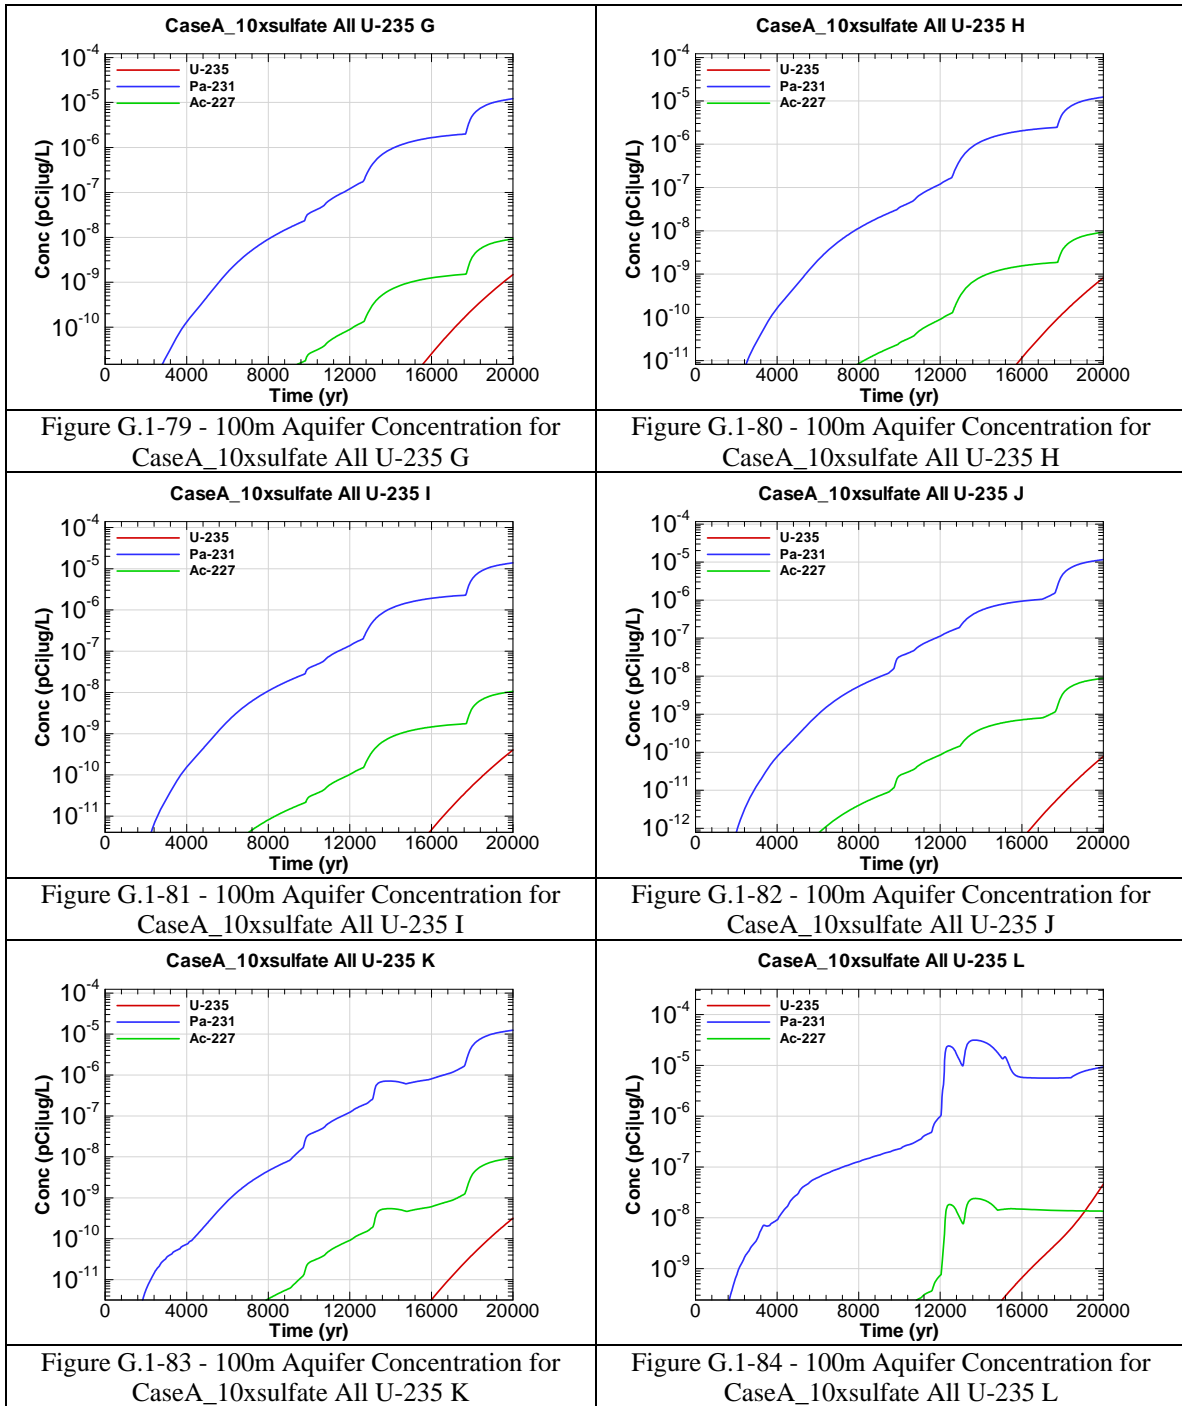 CaseA_10xsulfate All U-235 G
U-235
Pa-231
Ac-227
Conc (pCi|ug/L)
10-4
10-5
10-6
10-7
10-8
10-9
10-10
0 4000 8000 12000 16000 20000
Time (yr)
Figure G.1-79 - 100m Aquifer Concentration for
CaseA_10xsulfate All U-235 G
CaseA_10xsulfate All U-235 H
U-235
Pa-231
Ac-227
Conc (pCi|ug/L)
10-4
10-5
10-6
10-7
10-8
10-9
10-10
10-11
0 4000 8000 12000 16000 20000
Time (yr)
Figure G.1-80 - 100m Aquifer Concentration for
CaseA_10xsulfate All U-235 H
CaseA_10xsulfate All U-235 I
U-235
Pa-231
Ac-227
Conc (pCi|ug/L)
10-4
10-5
10-6
10-7
10-8
10-9
10-10
10-11
0 4000 8000 12000 16000 20000
Time (yr)
Figure G.1-81 - 100m Aquifer Concentration for
CaseA_10xsulfate All U-235 I
CaseA_10xsulfate All U-235 J
U-235
Pa-231
Ac-227
Conc (pCi|ug/L)
10-4
10-5
10-6
10-7
10-8
10-9
10-10
10-11
10-12
0 4000 8000 12000 16000 20000
Time (yr)
Figure G.1-82 - 100m Aquifer Concentration for
CaseA_10xsulfate All U-235 J
CaseA_10xsulfate All U-235 K
U-235
Pa-231
Ac-227
Conc (pCi|ug/L)
10-4
10-5
10-6
10-7
10-8
10-9
10-10
10-11
0 4000 8000 12000 16000 20000
Time (yr)
Figure G.1-83 - 100m Aquifer Concentration for
CaseA_10xsulfate All U-235 K
CaseA_10xsulfate All U-235 L
U-235
Pa-231
Ac-227
Conc (pCi|ug/L)
10-4
10-5
10-6
10-7
10-8
10-9
0 4000 8000 12000 16000 20000
Time (yr)
Figure G.1-84 - 100m Aquifer Concentration for
CaseA_10xsulfate All U-235 L